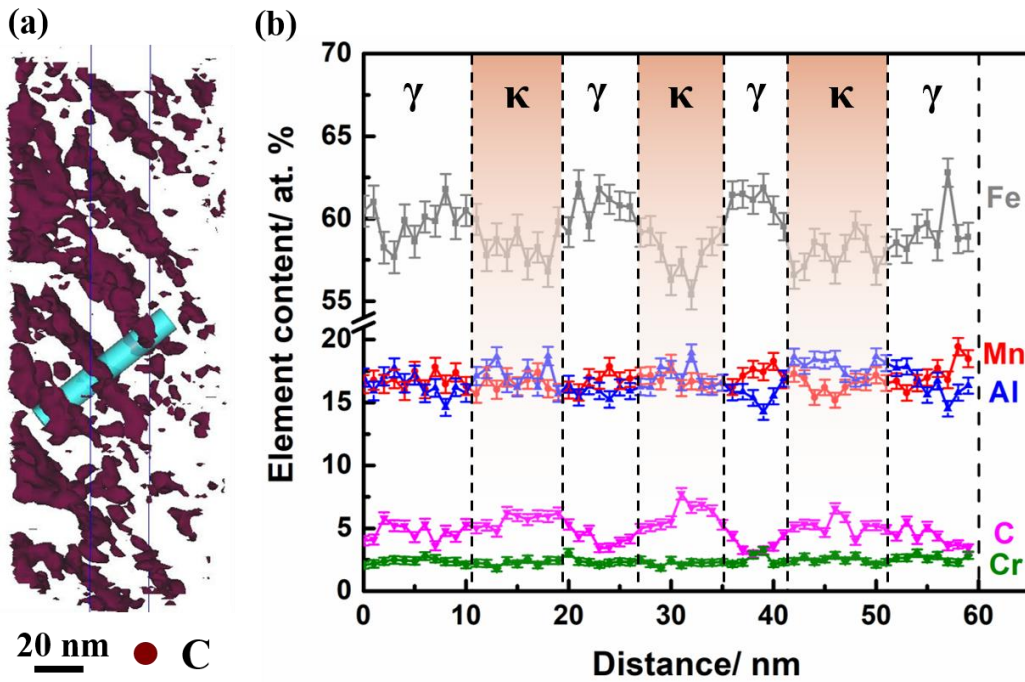 (a)
20 nm C
(b)
Element content/ at. %
70
65
60
55
20
15
10
5
0
γ κ γ κ γ κ γ
Fe
Mn
Al
C
Cr
0 10 20 30 40 50 60
Distance/ nm